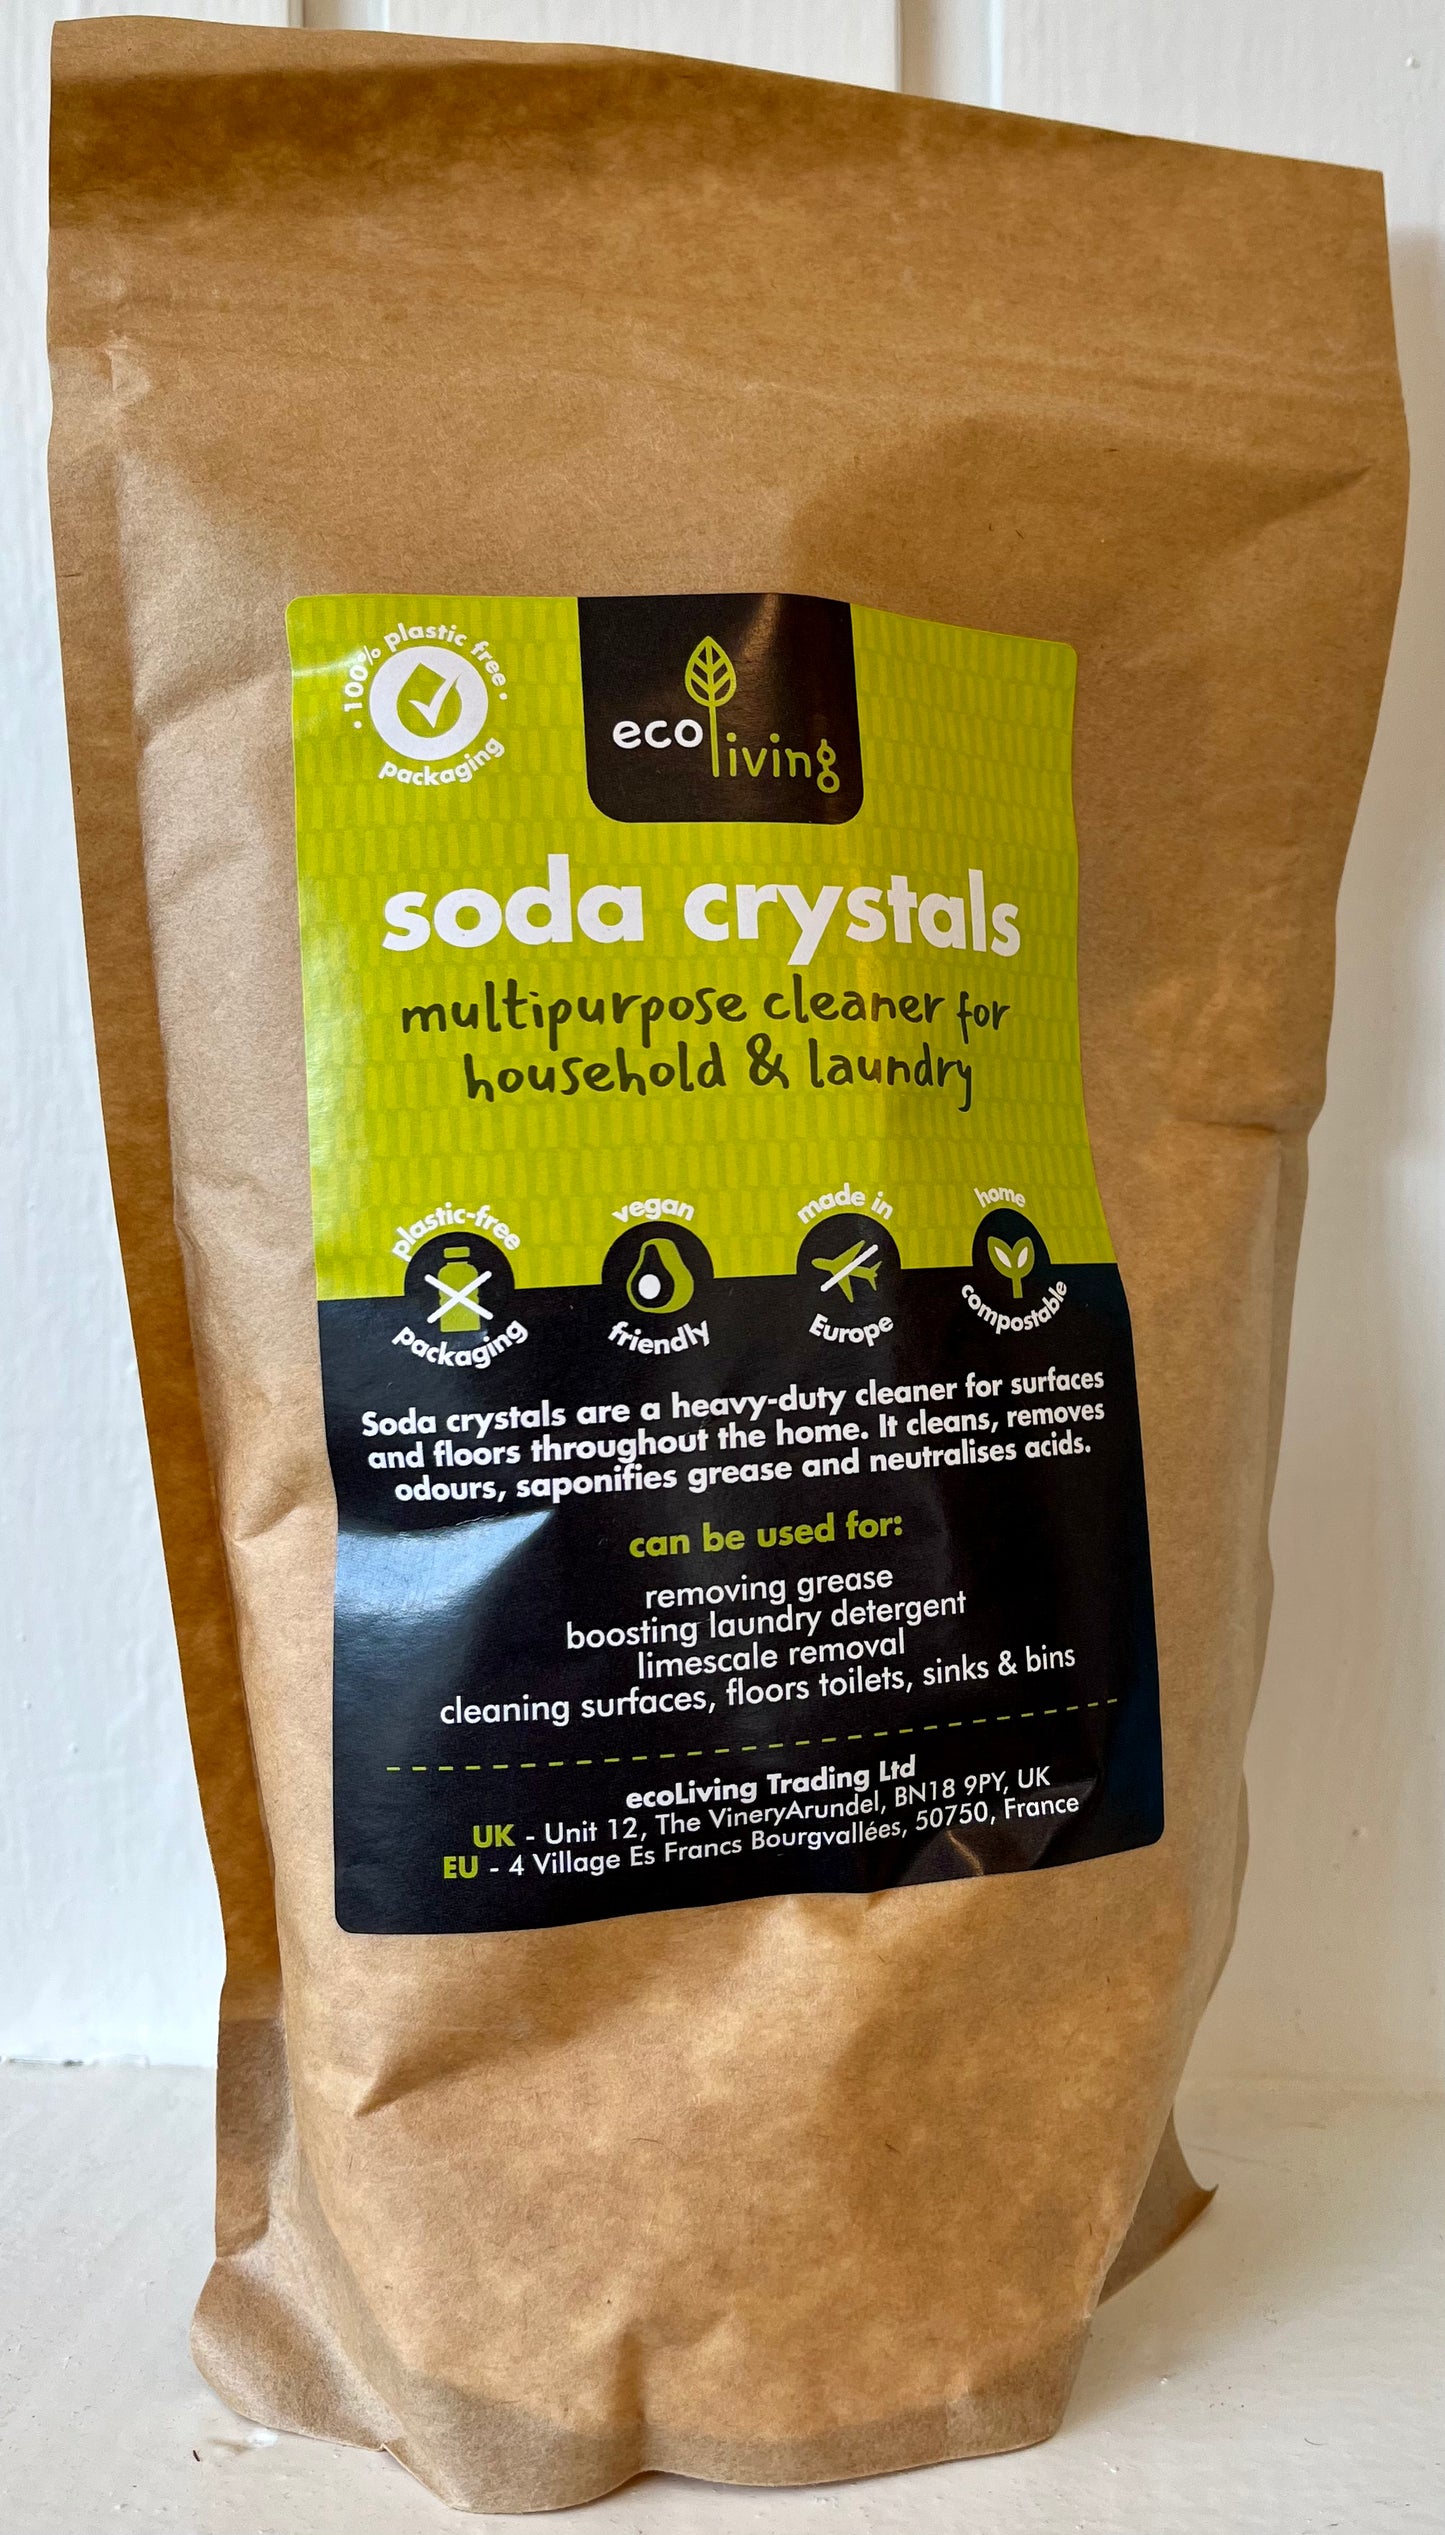 100% plastic free
packaging
eco living
soda crystals
multipurpose cleaner for
household & laundry
plastic-free
packaging
vegan
friendly
made in
Europe
home
compostable
Soda crystals are a heavy-duty cleaner for surfaces
and floors throughout the home. It cleans, removes
odours, saponifies grease and neutralises acids.
can be used for:
removing grease
boosting laundry detergent
limescale removal
cleaning surfaces, floors toilets, sinks & bins
ecoLiving Trading Ltd
UK - Unit 12, The VineryArundel, BN18 9PY, UK
EU - 4 Village Es Francs Bourgvallées, 50750, France